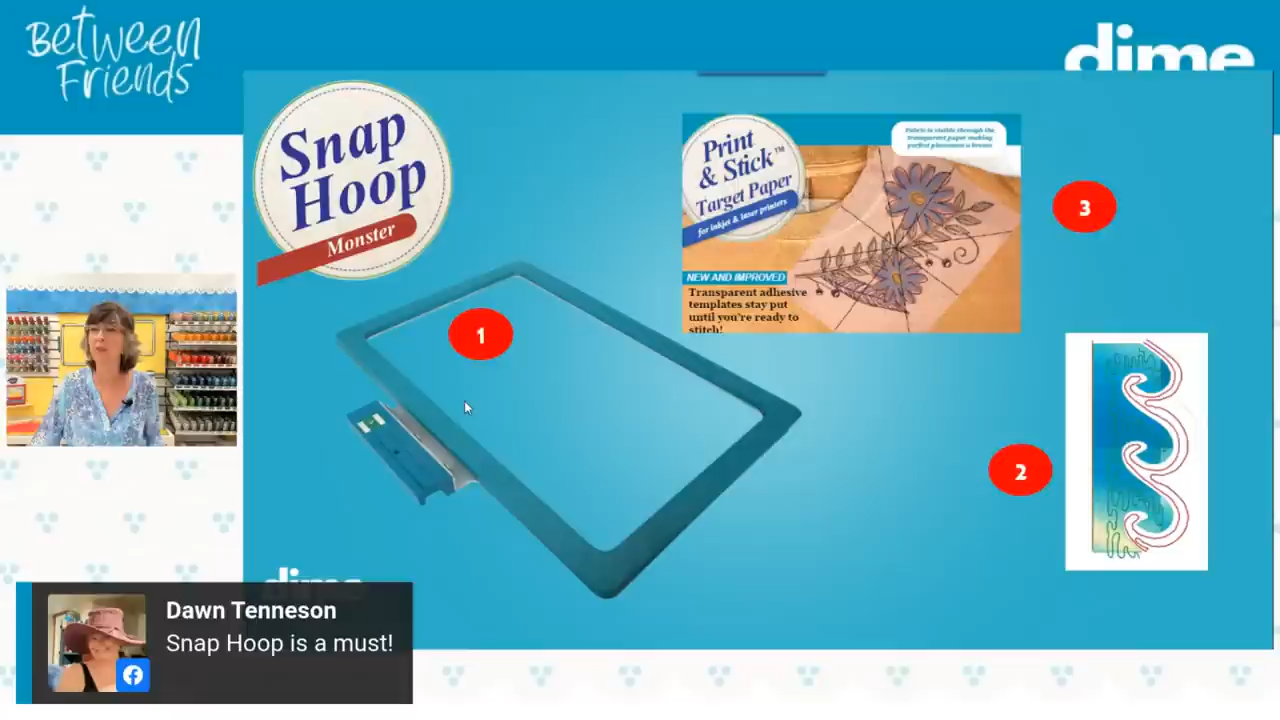 Between
Friends
dime
Snap
Hoop
Monster
Print
& Stick™
Target Paper
for inkjet & laser printers
Fabric is visible through the
transparent paper making
perfect placement a breeze
NEW AND IMPROVED
Transparent adhesive
templates stay put
until you're ready to
stitch!
1
3
2
dime
Dawn Tenneson
Snap Hoop is a must!